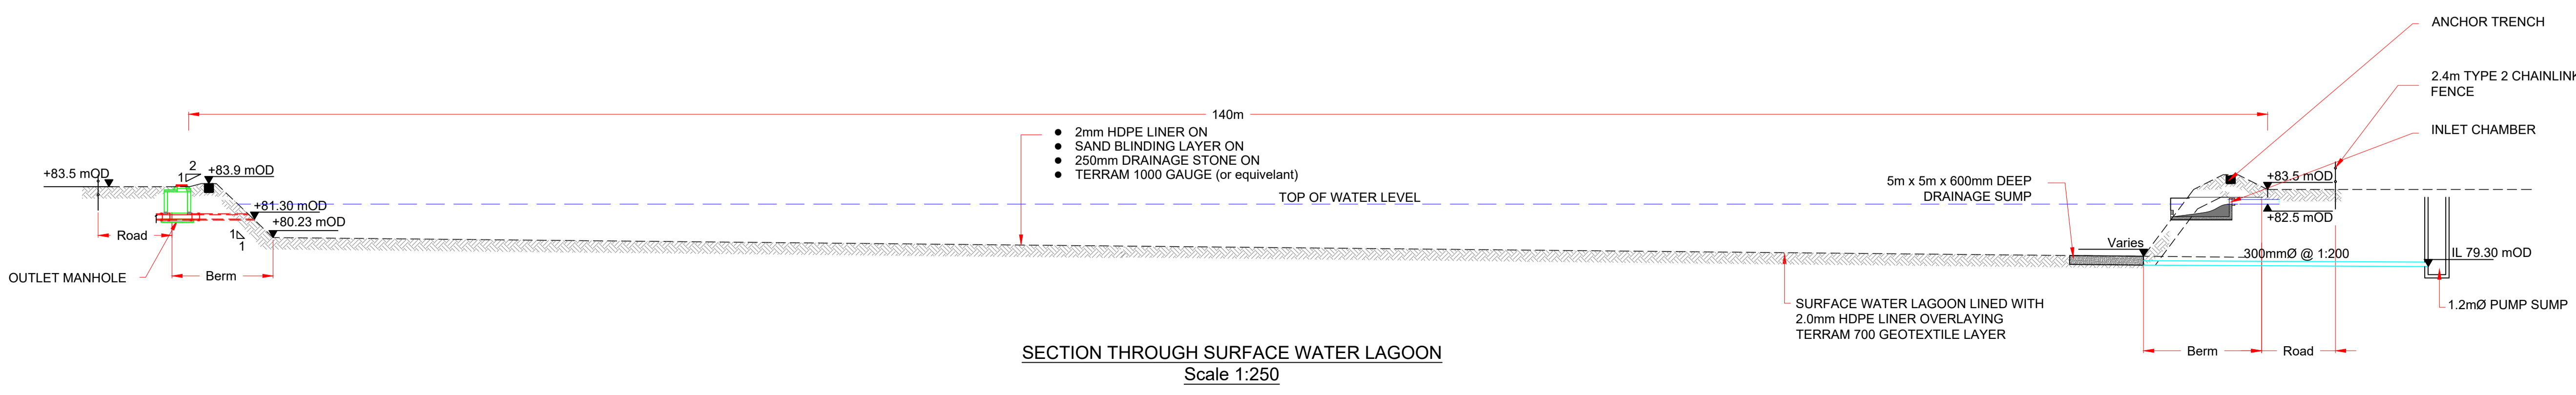 ANCHOR TRENCH
2.4m TYPE 2 CHAINLINK
FENCE
INLET CHAMBER
140m
● 2mm HDPE LINER ON
● SAND BLINDING LAYER ON
● 250mm DRAINAGE STONE ON
● TERRAM 1000 GAUGE (or equivelant)
+83.5 mOD
2
1
+83.9 mOD
+81.30 mOD
+80.23 mOD
1
1
Road
Berm
OUTLET MANHOLE
TOP OF WATER LEVEL
5m x 5m x 600mm DEEP
DRAINAGE SUMP
+83.5 mOD
+82.5 mOD
Varies
300mmØ @ 1:200
IL 79.30 mOD
1.2mØ PUMP SUMP
SURFACE WATER LAGOON LINED WITH
2.0mm HDPE LINER OVERLAYING
TERRAM 700 GEOTEXTILE LAYER
Berm
Road
SECTION THROUGH SURFACE WATER LAGOON
Scale 1:250